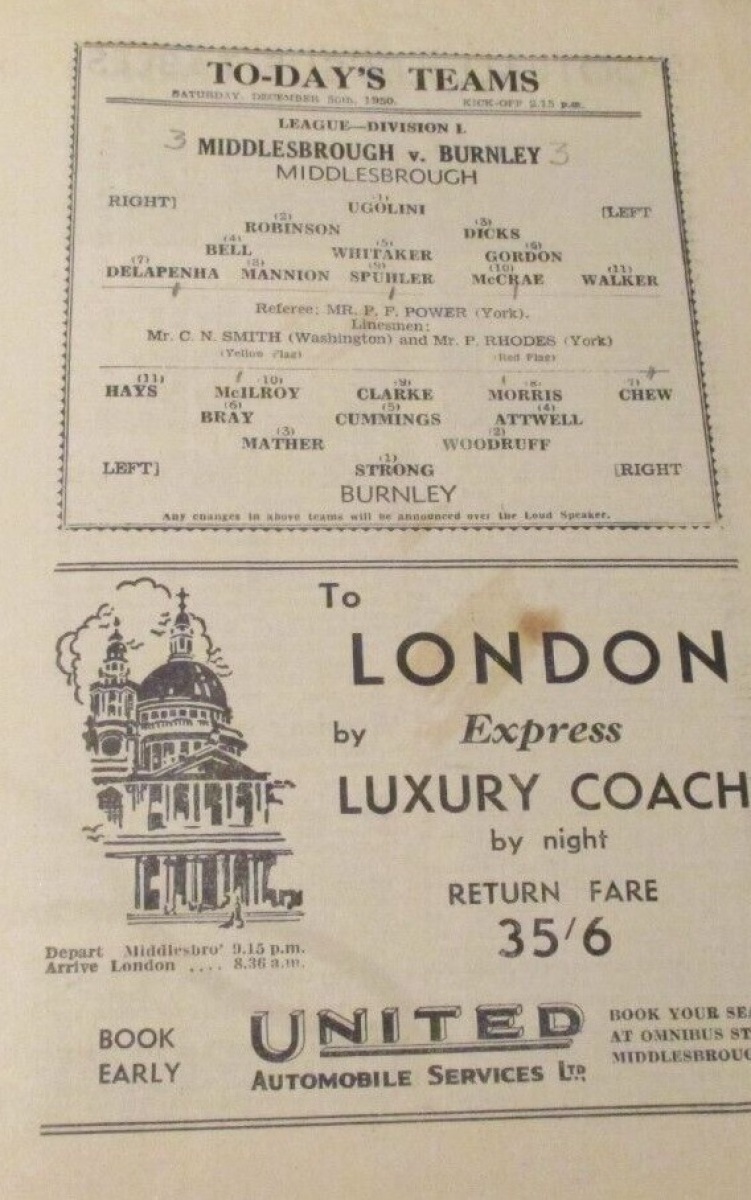 TO-DAY'S TEAMS
SATURDAY, DECEMBER 30th, 1950. KICK-OFF 2.15 p.m.
LEAGUE—DIVISION I.
3 MIDDLESBROUGH v. BURNLEY 3
MIDDLESBROUGH
RIGHT] (1) [LEFT
UGOLINI
(2) (3)
ROBINSON DICKS
(4) (5) (6)
BELL WHITAKER GORDON
(7) (8) (9) (10) (11)
DELAPENHA MANNION SPUHLER McCRAE WALKER
Referee: MR. P. F. POWER (York).
Linesmen:
Mr. C. N. SMITH (Washington) and Mr. P. RHODES (York)
(Yellow Flag) (Red Flag)
(11) (10) (9) (8) 7)
HAYS McILROY CLARKE MORRIS CHEW
(6) (5) (4)
BRAY CUMMINGS ATTWELL
(3) (2)
MATHER WOODRUFF
(1)
LEFT] STRONG [RIGHT
BURNLEY
Any changes in above teams will be announced over the Loud Speaker.
To
LONDON
by Express
LUXURY COACH
by night
RETURN FARE
35/6
Depart Middlesbro' 9.15 p.m.
Arrive London .... 8.36 a.m.
BOOK EARLY
UNITED
AUTOMOBILE SERVICES LTD.
BOOK YOUR SEA
AT OMNIBUS ST
MIDDLESBROUG